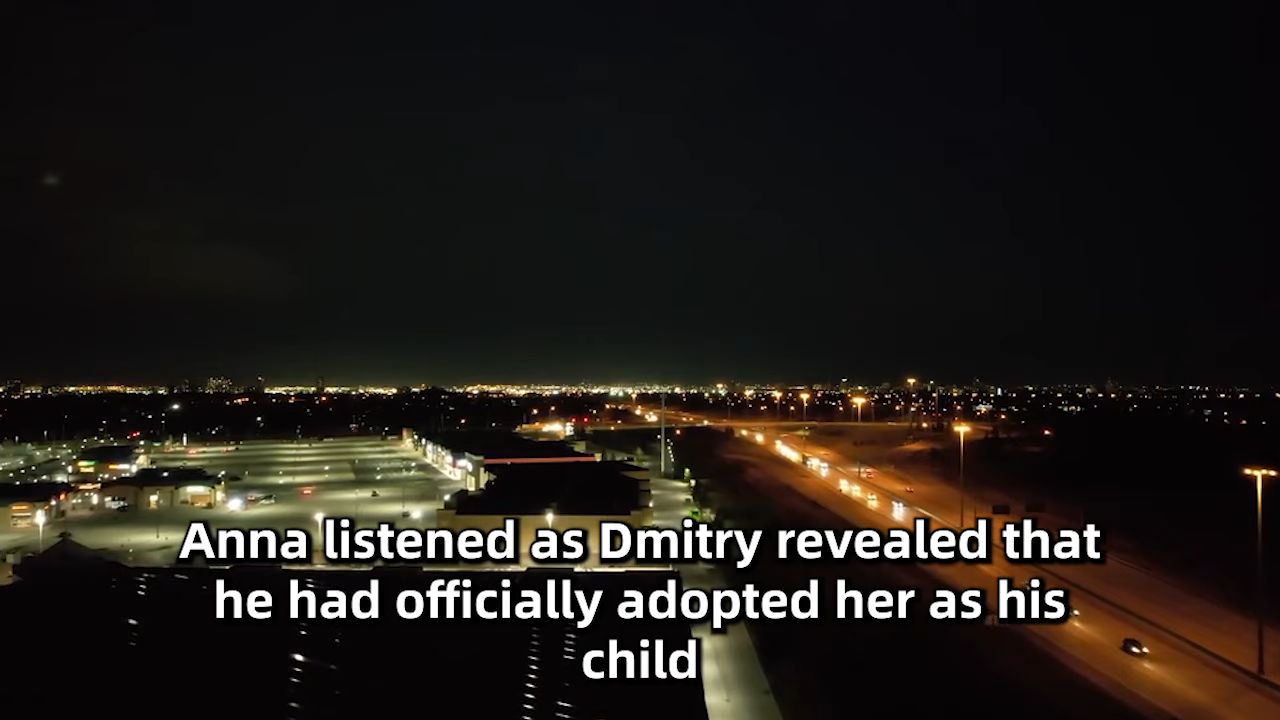 Anna listened as Dmitry revealed that
he had officially adopted her as his
child